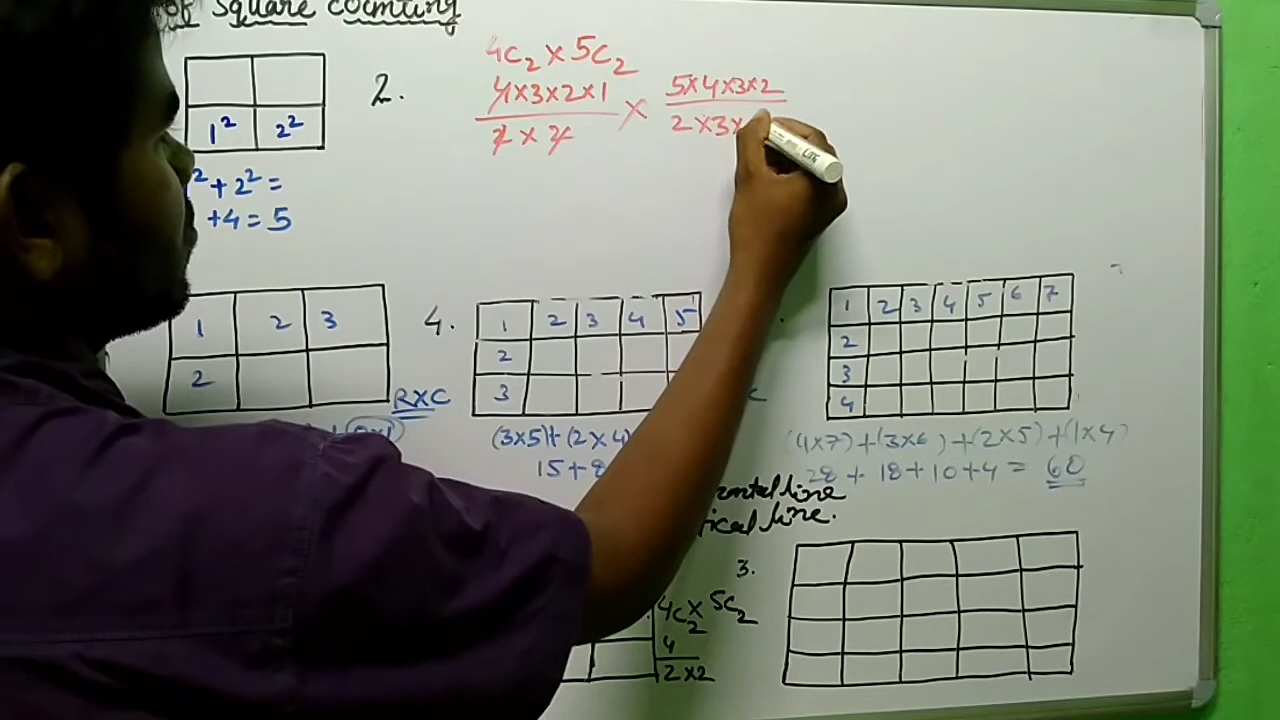 of Square Counting
2.
4C₂ × 5C₂
4×3×2×1 × 5×4×3×2
2 × 2 2×3×
1² 2²
² + 2² =
+4 = 5
1 2 3
2
4.
1 2 3 4 5
2
3
1 2 3 4 5 6 7
2
3
4
R×C
C
(3×5)+(2×4)
15+8
(4×7)+(3×6)+(2×5)+(1×4)
28 + 18+10+4 = 60
line
line.
3.
4C₂ × 5C₂
4
2×2